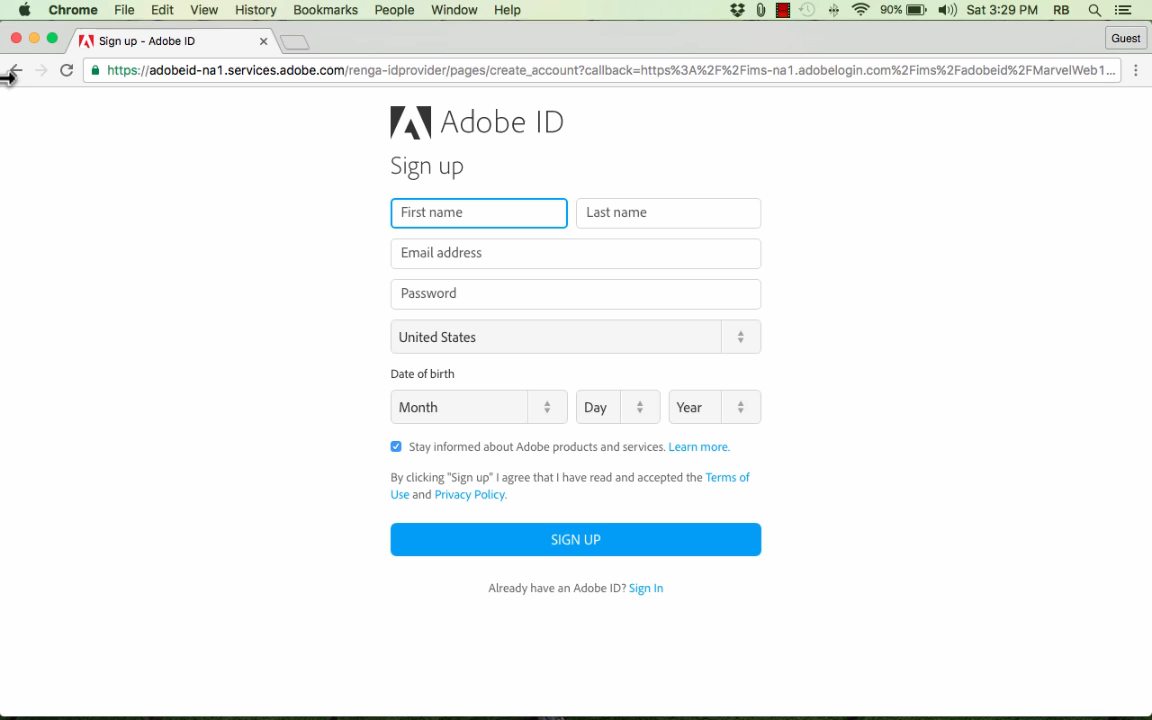 Chrome File Edit View History Bookmarks People Window Help 90% Sat 3:29 PM RB
Sign up - Adobe ID Guest
https://adobeid-na1.services.adobe.com/renga-idprovider/pages/create_account?callback=https%3A%2F%2Fims-na1.adobelogin.com%2Fims%2Fadobeid%2FMarvelWeb1...
Adobe ID
Sign up
First name Last name
Email address
Password
United States
Date of birth
Month Day Year
Stay informed about Adobe products and services. Learn more.
By clicking "Sign up" I agree that I have read and accepted the Terms of
Use and Privacy Policy.
SIGN UP
Already have an Adobe ID? Sign In